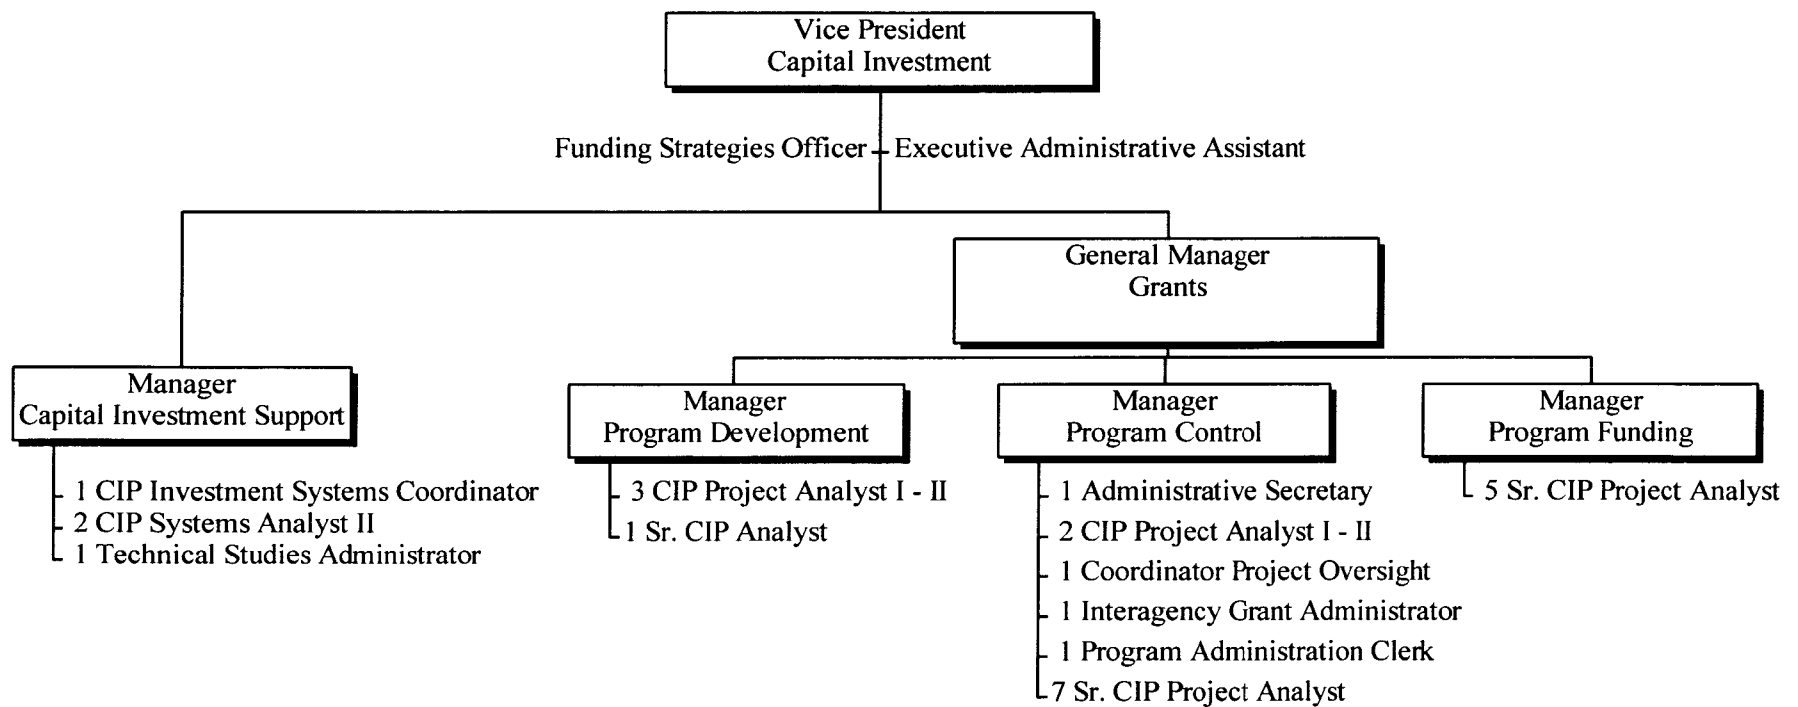 Vice President
Capital Investment
Funding Strategies Officer
Executive Administrative Assistant
General Manager
Grants
Manager
Capital Investment Support
1 CIP Investment Systems Coordinator
2 CIP Systems Analyst II
1 Technical Studies Administrator
Manager
Program Development
3 CIP Project Analyst I - II
1 Sr. CIP Analyst
Manager
Program Control
1 Administrative Secretary
2 CIP Project Analyst I - II
1 Coordinator Project Oversight
1 Interagency Grant Administrator
1 Program Administration Clerk
7 Sr. CIP Project Analyst
Manager
Program Funding
5 Sr. CIP Project Analyst